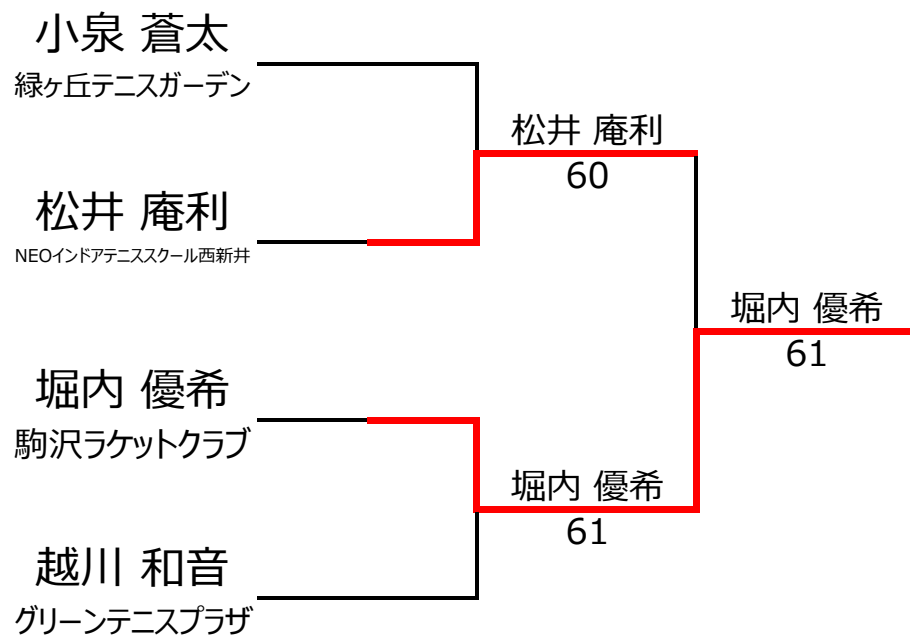 小泉 蒼太
緑ヶ丘テニスガーデン
松井 庵利
60
松井 庵利
NEOインドアテニススクール西新井
堀内 優希
61
堀内 優希
駒沢ラケットクラブ
堀内 優希
61
越川 和音
グリーンテニスプラザ